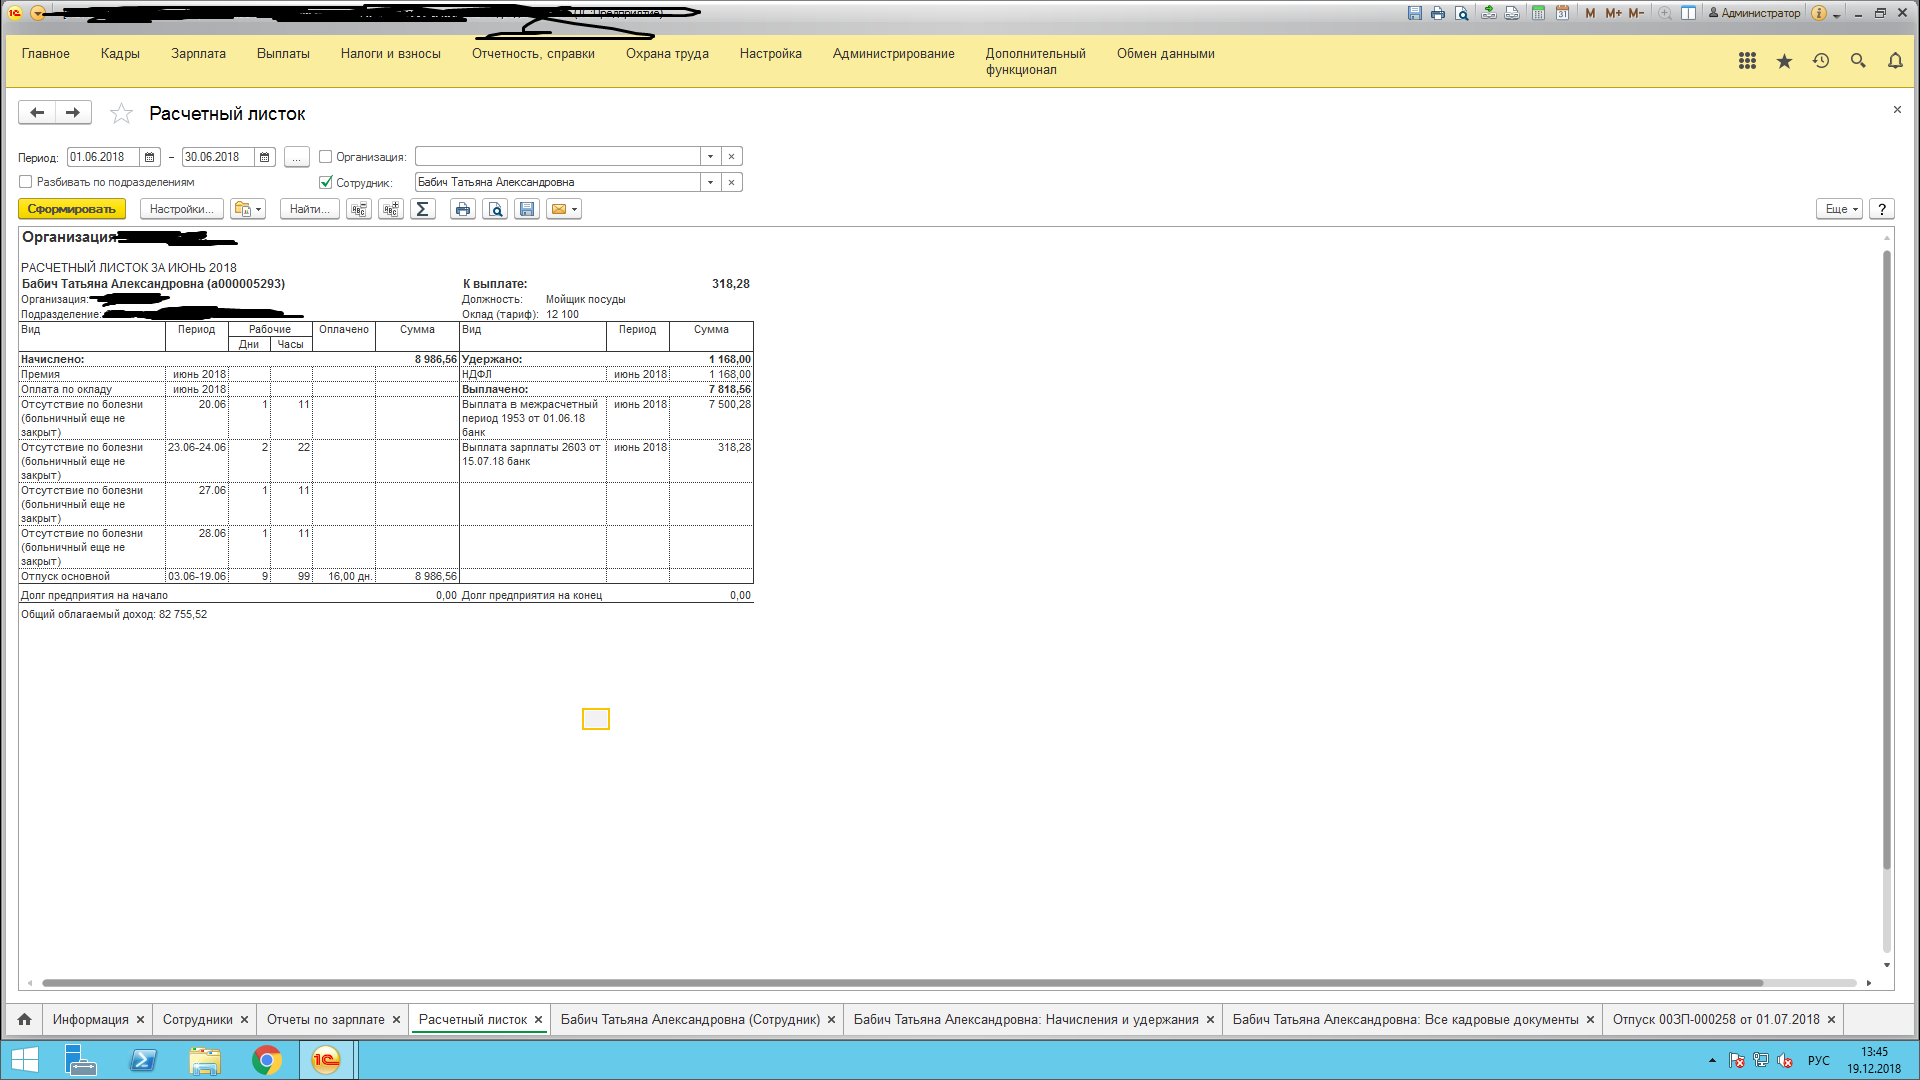 1С:Предприятие)
M M+ M- Администратор
Главное Кадры Зарплата Выплаты Налоги и взносы Отчетность, справки Охрана труда Настройка Администрирование Дополнительный функционал Обмен данными
Расчетный листок
Период: 01.06.2018 – 30.06.2018 ... Организация:
Разбивать по подразделениям Сотрудник: Бабич Татьяна Александровна
Сформировать Настройки... Найти... Еще ?
Организация
РАСЧЕТНЫЙ ЛИСТОК ЗА ИЮНЬ 2018
Бабич Татьяна Александровна (а000005293) К выплате: 318,28
Организация: Должность: Мойщик посуды
Подразделение: Оклад (тариф): 12 100
Вид Период Рабочие Оплачено Сумма Вид Период Сумма
Дни Часы
Начислено: 8 986,56 Удержано: 1 168,00
Премия июнь 2018 НДФЛ июнь 2018 1 168,00
Оплата по окладу июнь 2018 Выплачено: 7 818,56
Отсутствие по болезни 20.06 1 11 Выплата в межрасчетный июнь 2018 7 500,28
(больничный еще не период 1953 от 01.06.18
закрыт) банк
Отсутствие по болезни 23.06-24.06 2 22 Выплата зарплаты 2603 от июнь 2018 318,28
(больничный еще не 15.07.18 банк
закрыт)
Отсутствие по болезни 27.06 1 11
(больничный еще не
закрыт)
Отсутствие по болезни 28.06 1 11
(больничный еще не
закрыт)
Отпуск основной 03.06-19.06 9 99 16,00 дн. 8 986,56
Долг предприятия на начало 0,00 Долг предприятия на конец 0,00
Общий облагаемый доход: 82 755,52
Информация Сотрудники Отчеты по зарплате Расчетный листок Бабич Татьяна Александровна (Сотрудник) Бабич Татьяна Александровна: Начисления и удержания Бабич Татьяна Александровна: Все кадровые документы Отпуск 00ЗП-000258 от 01.07.2018
РУС 13:45
19.12.2018